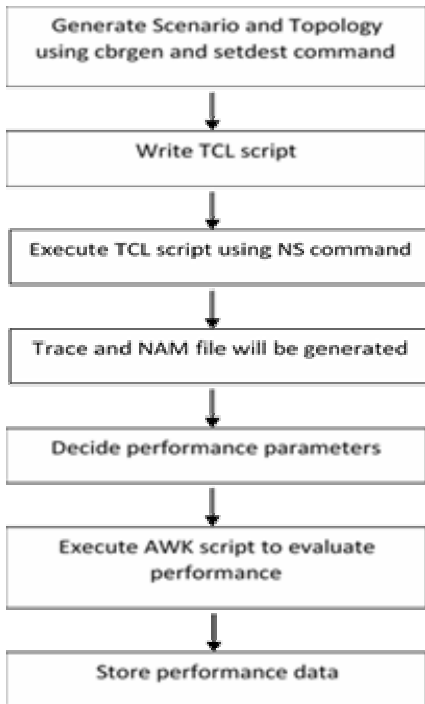 Generate Scenario and Topology
using cbrgen and setdest command
Write TCL script
Execute TCL script using NS command
Trace and NAM file will be generated
Decide performance parameters
Execute AWK script to evaluate
performance
Store performance data